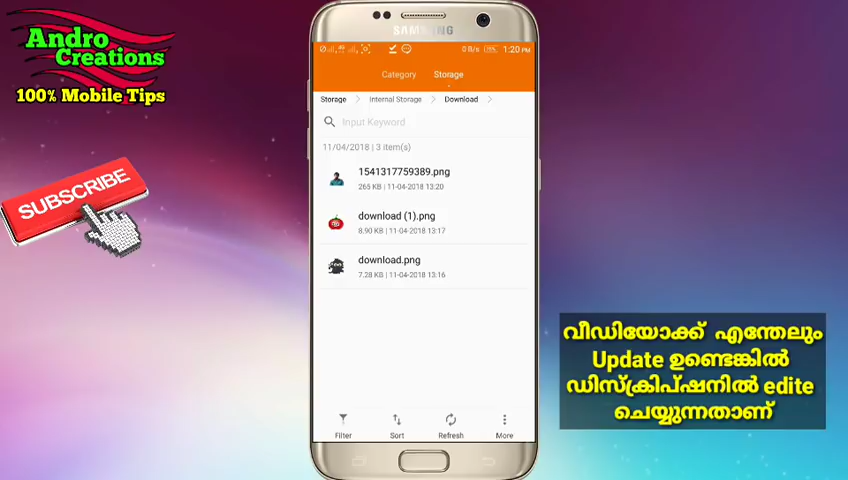 Andro
Creations
100% Mobile Tips
SUBSCRIBE
SAMSUNG
0 B/s 1:20 PM
Category Storage
Storage Internal Storage Download
Input Keyword
11/04/2018 | 3 item(s)
1541317759389.png
265 KB | 11-04-2018 13:20
download (1).png
8.90 KB | 11-04-2018 13:17
download.png
7.28 KB | 11-04-2018 13:16
Filter Sort Refresh More
വീഡിയോക്ക് എന്തേലും
Update ഉണ്ടെങ്കിൽ
ഡിസ്ക്രിപ്ഷനിൽ edite
ചെയ്യുന്നതാണ്